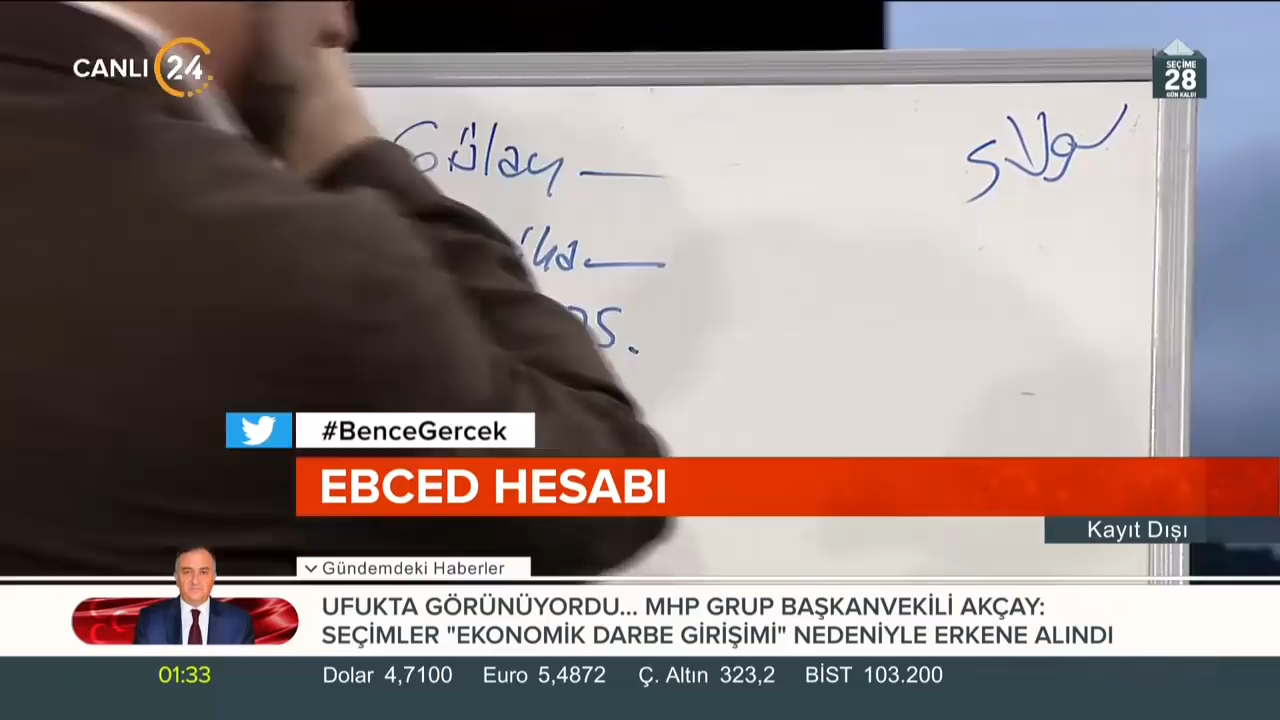 CANLI 24
SEÇİME
28
GÜN KALDI
Gülay —
#BenceGercek
EBCED HESABI
Kayıt Dışı
Gündemdeki Haberler
UFUKTA GÖRÜNÜYORDU... MHP GRUP BAŞKANVEKİLİ AKÇAY:
SEÇİMLER "EKONOMİK DARBE GİRİŞİMİ" NEDENİYLE ERKENE ALINDI
01:33 Dolar 4,7100 Euro 5,4872 Ç. Altın 323,2 BİST 103.200